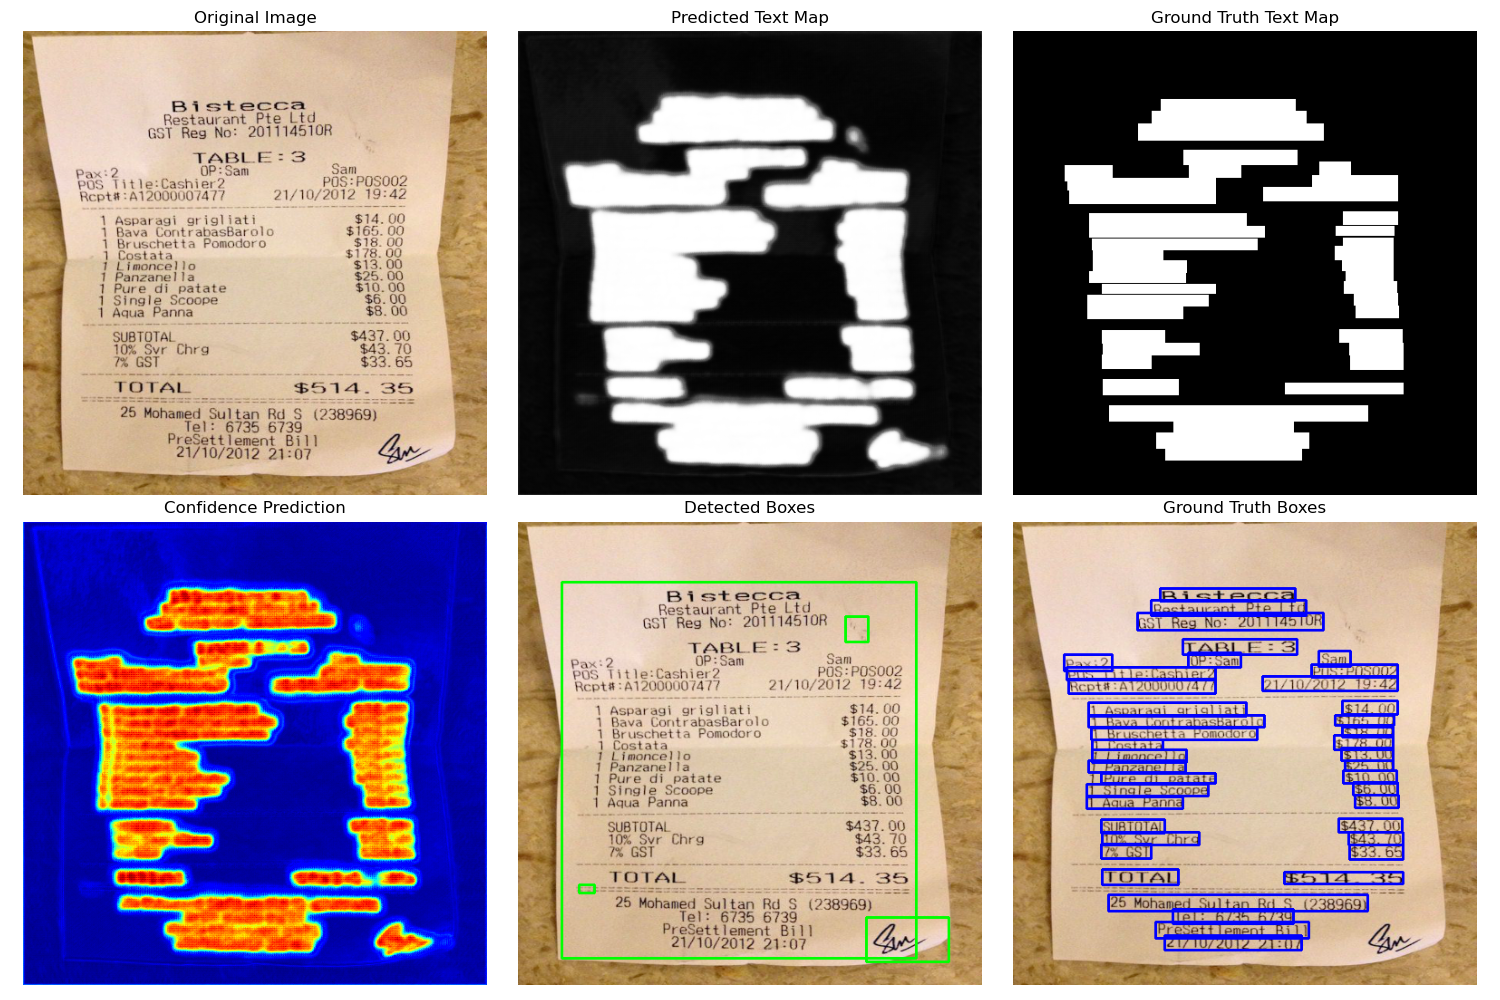 Original Image
Predicted Text Map
Ground Truth Text Map
Bistecca
Restaurant Pte Ltd
GST Reg No: 201114510R
TABLE:3
Pax:2 OP:Sam Sam
POS Title:Cashier2 POS:POS002
Rcpt#:A12000007477 21/10/2012 19:42
1 Asparagi grigliati $14.00
1 Bava ContrabasBarolo $165.00
1 Bruschetta Pomodoro $18.00
1 Costata $178.00
1 Limoncello $13.00
1 Panzanella $25.00
1 Pure di patate $10.00
1 Single Scoope $6.00
1 Aqua Panna $8.00
SUBTOTAL $437.00
10% Svr Chrg $43.70
7% GST $33.65
TOTAL $514.35
25 Mohamed Sultan Rd S (238969)
Tel: 6735 6739
PreSettlement Bill
21/10/2012 21:07
Confidence Prediction
Detected Boxes
Ground Truth Boxes
Bistecca
Restaurant Pte Ltd
GST Reg No: 201114510R
TABLE:3
Pax:2 OP:Sam Sam
POS Title:Cashier2 POS:POS002
Rcpt#:A12000007477 21/10/2012 19:42
1 Asparagi grigliati $14.00
1 Bava ContrabasBarolo $165.00
1 Bruschetta Pomodoro $18.00
1 Costata $178.00
1 Limoncello $13.00
1 Panzanella $25.00
1 Pure di patate $10.00
1 Single Scoope $6.00
1 Aqua Panna $8.00
SUBTOTAL $437.00
10% Svr Chrg $43.70
7% GST $33.65
TOTAL $514.35
25 Mohamed Sultan Rd S (238969)
Tel: 6735 6739
PreSettlement Bill
21/10/2012 21:07
Bistecca
Restaurant Pte Ltd
GST Reg No: 201114510R
TABLE:3
Pax:2 OP:Sam Sam
POS Title:Cashier2 POS:POS002
Rcpt#:A12000007477 21/10/2012 19:42
1 Asparagi grigliati $14.00
1 Bava ContrabasBarolo $165.00
1 Bruschetta Pomodoro $18.00
1 Costata $178.00
1 Limoncello $13.00
1 Panzanella $25.00
1 Pure di patate $10.00
1 Single Scoope $6.00
1 Aqua Panna $8.00
SUBTOTAL $437.00
10% Svr Chrg $43.70
7% GST $33.65
TOTAL $514.35
25 Mohamed Sultan Rd S (238969)
Tel: 6735 6739
PreSettlement Bill
21/10/2012 21:07